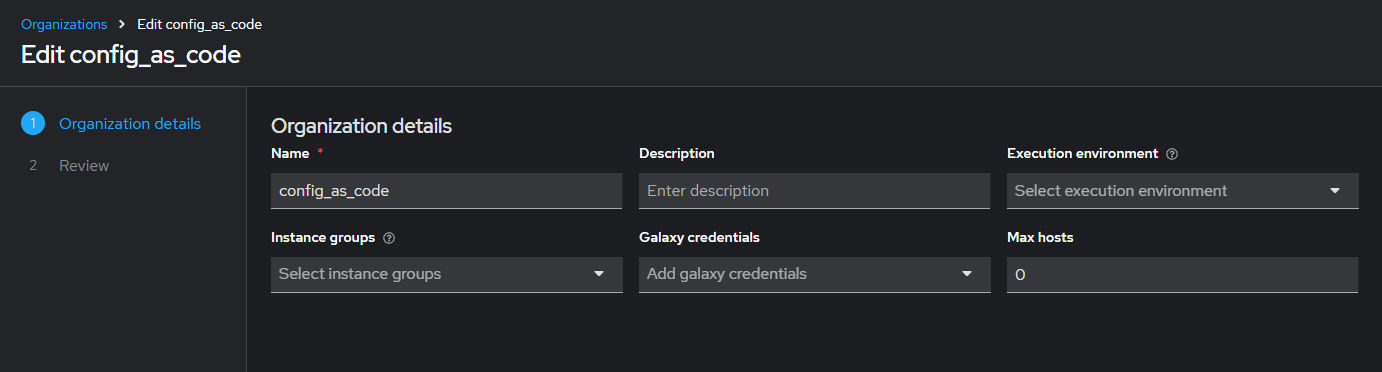 Organizations > Edit config_as_code
Edit config_as_code
1 Organization details
2 Review
Organization details
Name * Description Execution environment ?
config_as_code Enter description Select execution environment
Instance groups ? Galaxy credentials Max hosts
Select instance groups Add galaxy credentials 0